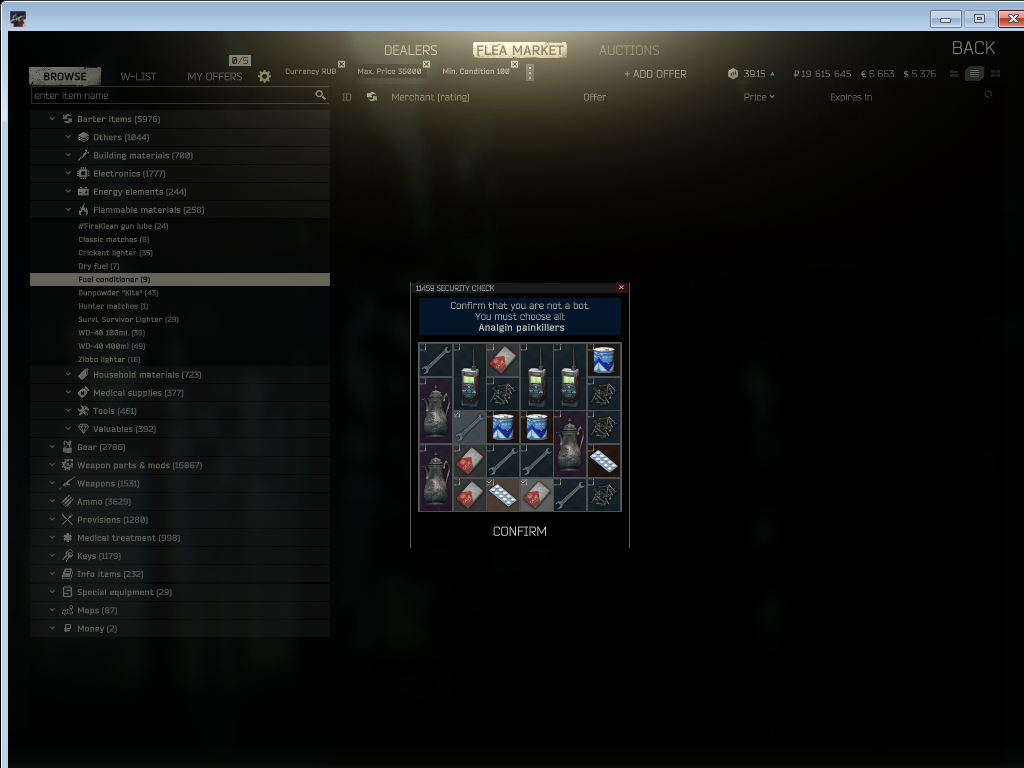 DEALERS
FLEA MARKET
AUCTIONS
BACK
0/5
BROWSE
W-LIST
MY OFFERS
Currency RUB
Max. Price 35000
Min. Condition 100
+ ADD OFFER
39.15
₽ 19 615 645
€ 6 663
$ 5 376
enter item name
ID
Merchant (rating)
Offer
Price
Expires in
Barter items (5976)
Others (1044)
Building materials (700)
Electronics (1777)
Energy elements (244)
Flammable materials (258)
#FireKlean gun lube (24)
Classic matches (6)
Crickent lighter (35)
Dry fuel (7)
Fuel conditioner (9)
Gunpowder "Kite" (43)
Hunter matches (1)
SurvL Survivor Lighter (29)
WD-40 100ml (39)
WD-40 400ml (49)
Zibbo lighter (16)
Household materials (723)
Medical supplies (377)
Tools (461)
Valuables (392)
Gear (2786)
Weapon parts & mods (16867)
Weapons (1531)
Ammo (3629)
Provisions (1280)
Medical treatment (998)
Keys (1179)
Info items (232)
Special equipment (29)
Maps (87)
Money (2)
11459 SECURITY CHECK
Confirm that you are not a bot.
You must choose all:
Analgin painkillers
CONFIRM